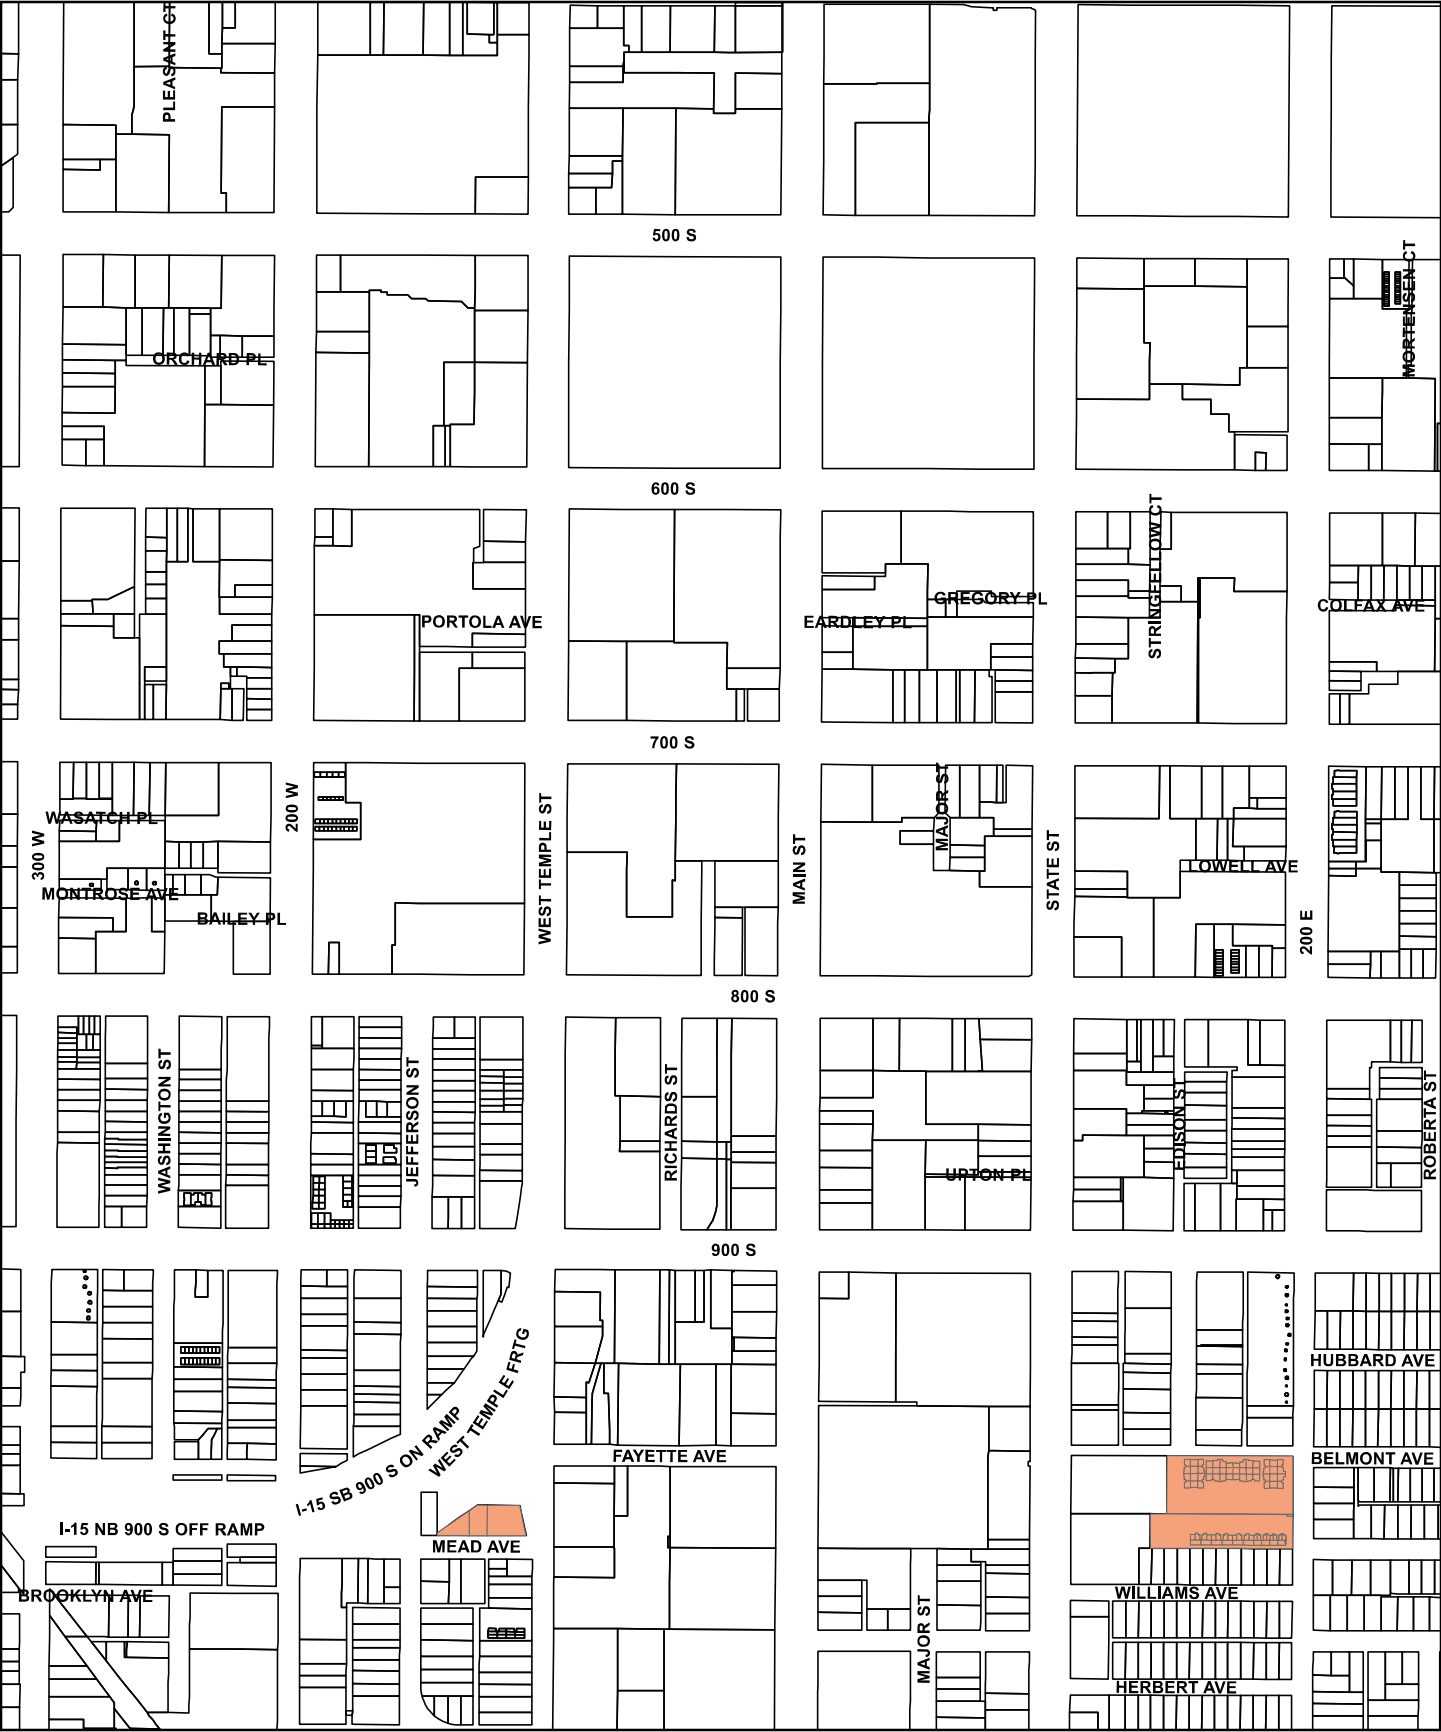 PLEASANT CT
500 S
MORTENSEN CT
ORCHARD PL
600 S
STRINGFELLOW CT
GREGORY PL
COLFAX AVE
PORTOLA AVE
EARDLEY PL
700 S
WASATCH PL
200 W
300 W
WEST TEMPLE ST
MAIN ST
MAJOR ST
STATE ST
LOWELL AVE
MONTROSE AVE
BAILEY PL
200 E
800 S
WASHINGTON ST
JEFFERSON ST
RICHARDS ST
EDISON ST
ROBERTA ST
UPTON PL
900 S
HUBBARD AVE
WEST TEMPLE FRTG
I-15 SB 900 S ON RAMP
FAYETTE AVE
BELMONT AVE
I-15 NB 900 S OFF RAMP
MEAD AVE
BROOKLYN AVE
WILLIAMS AVE
MAJOR ST
HERBERT AVE